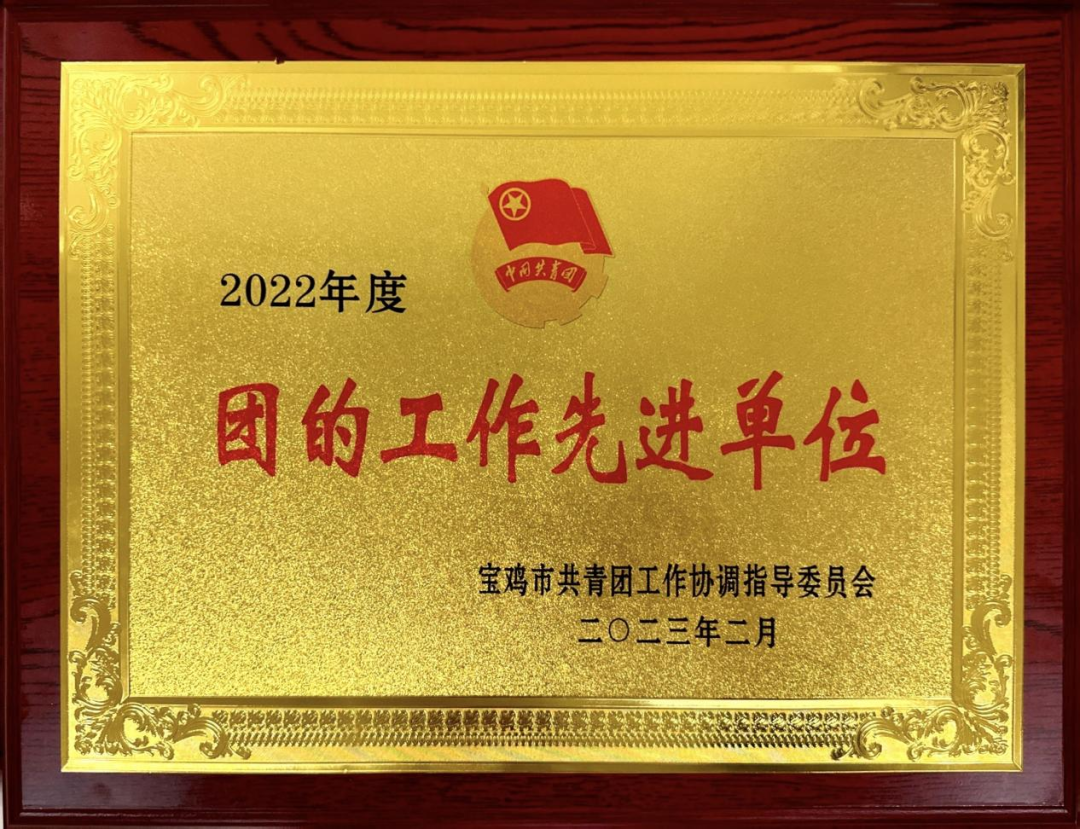 中国共青团
2022年度
团的工作先进单位
宝鸡市共青团工作协调指导委员会
二〇二三年二月